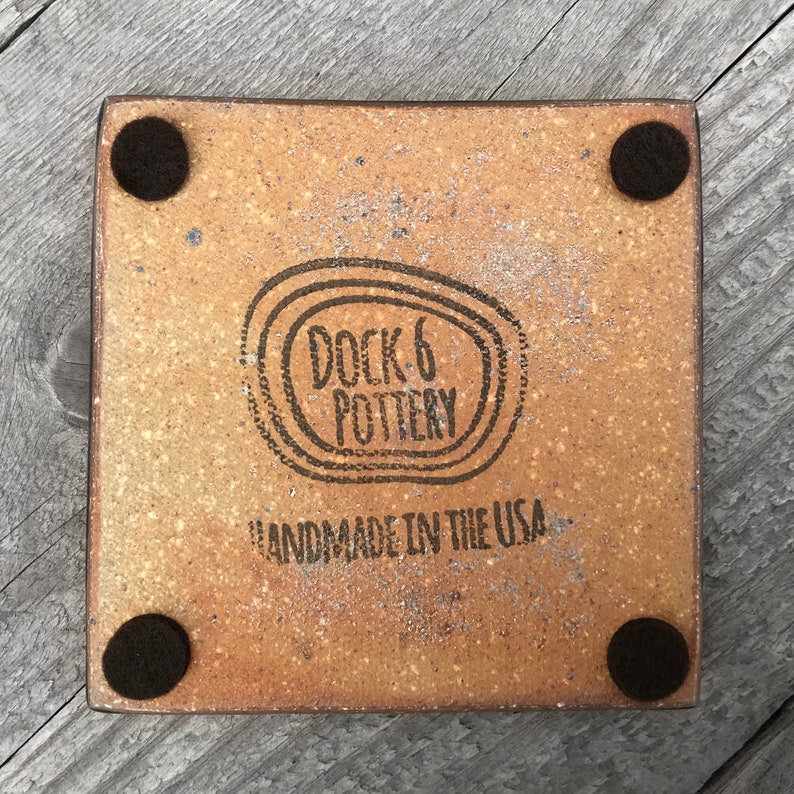 DOCK 6
POTTERY
HANDMADE IN THE USA